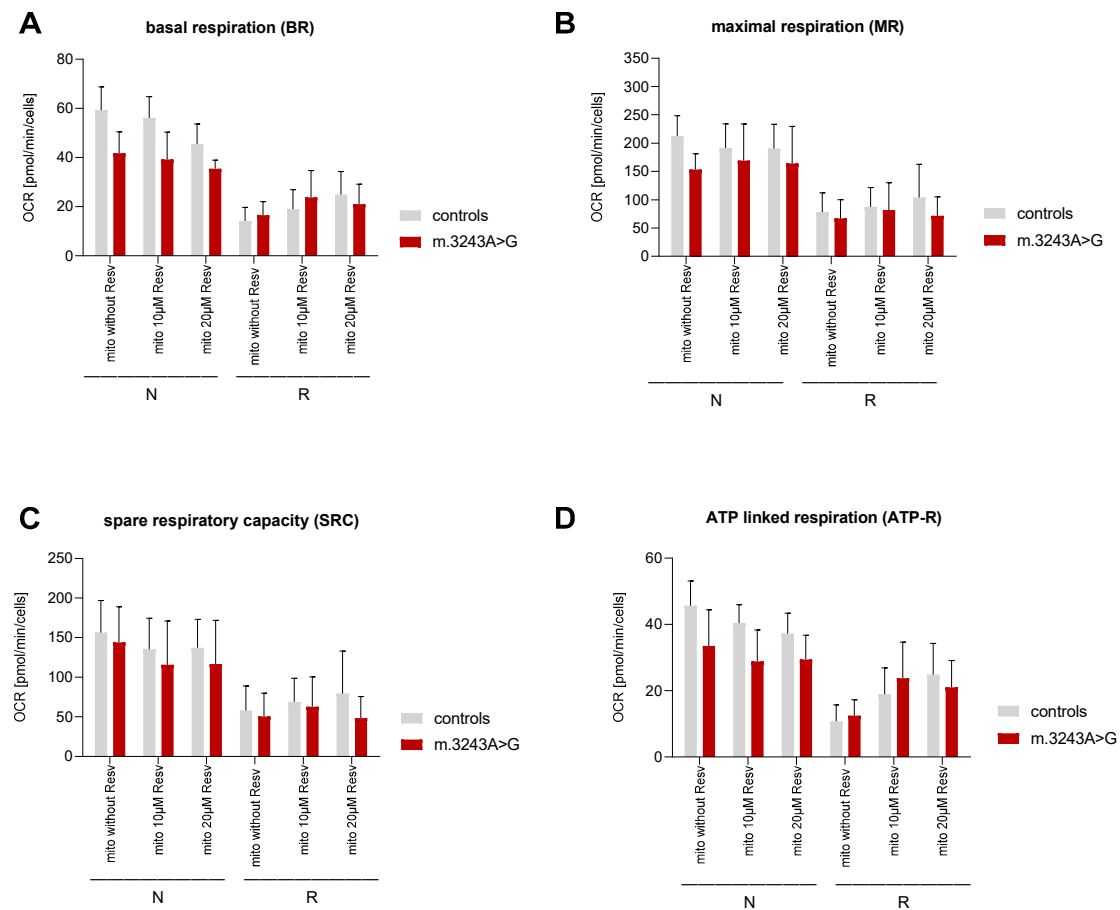 A
basal respiration (BR)
OCR [pmol/min/cells]
80
60
40
20
0
mito without Resv
mito 10µM Resv
mito 20µM Resv
mito without Resv
mito 10µM Resv
mito 20µM Resv
N
R
controls
m.3243A>G
B
maximal respiration (MR)
OCR [pmol/min/cells]
350
300
250
200
150
100
50
0
mito without Resv
mito 10µM Resv
mito 20µM Resv
mito without Resv
mito 10µM Resv
mito 20µM Resv
N
R
controls
m.3243A>G
C
spare respiratory capacity (SRC)
OCR [pmol/min/cells]
250
200
150
100
50
0
mito without Resv
mito 10µM Resv
mito 20µM Resv
mito without Resv
mito 10µM Resv
mito 20µM Resv
N
R
controls
m.3243A>G
D
ATP linked respiration (ATP-R)
OCR [pmol/min/cells]
60
40
20
0
mito without Resv
mito 10µM Resv
mito 20µM Resv
mito without Resv
mito 10µM Resv
mito 20µM Resv
N
R
controls
m.3243A>G